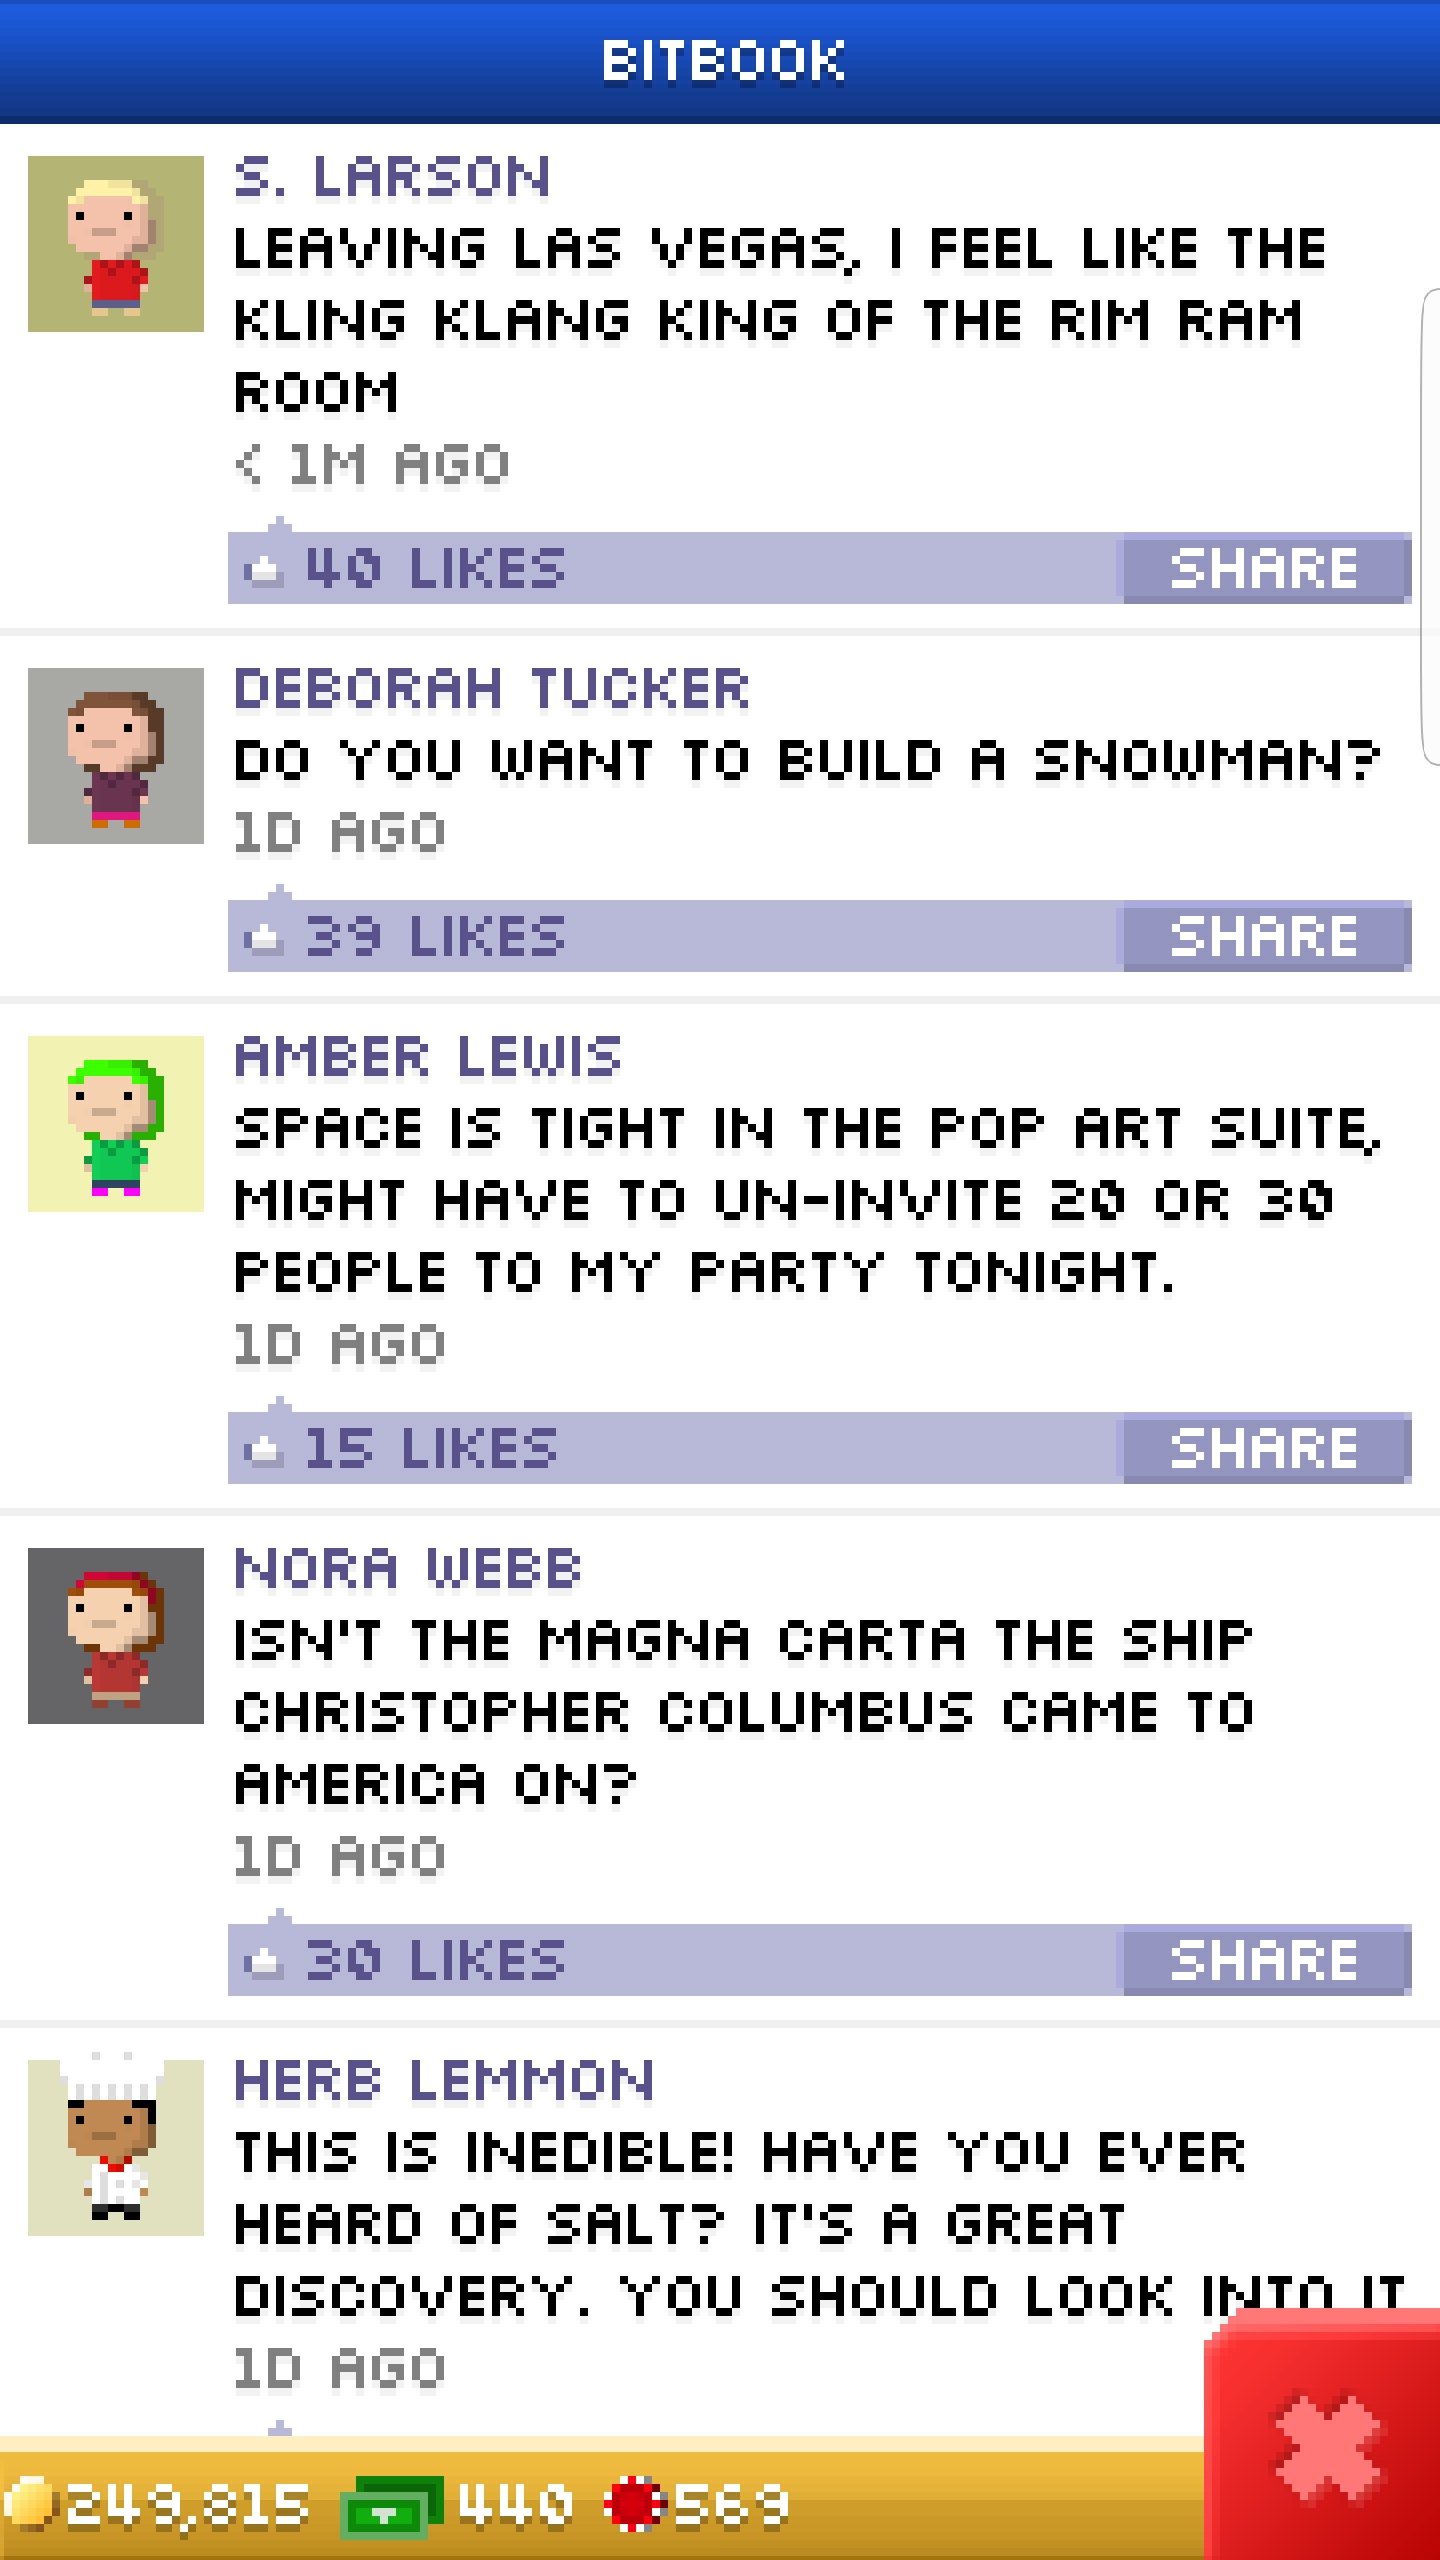 BITBOOK
S. LARSON
LEAVING LAS VEGAS, I FEEL LIKE THE
KLING KLANG KING OF THE RIM RAM
ROOM
< 1M AGO
40 LIKES
SHARE
DEBORAH TUCKER
DO YOU WANT TO BUILD A SNOWMAN?
1D AGO
39 LIKES
SHARE
AMBER LEWIS
SPACE IS TIGHT IN THE POP ART SUITE,
MIGHT HAVE TO UN-INVITE 20 OR 30
PEOPLE TO MY PARTY TONIGHT.
1D AGO
15 LIKES
SHARE
NORA WEBB
ISN'T THE MAGNA CARTA THE SHIP
CHRISTOPHER COLUMBUS CAME TO
AMERICA ON?
1D AGO
30 LIKES
SHARE
HERB LEMMON
THIS IS INEDIBLE! HAVE YOU EVER
HEARD OF SALT? IT'S A GREAT
DISCOVERY. YOU SHOULD LOOK INTO IT
1D AGO
249,815 440 569